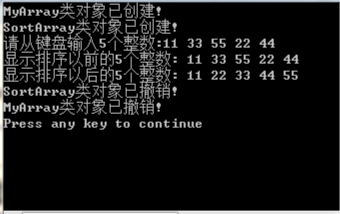 MyArray类对象已创建!
SortArray类对象已创建!
请从键盘输入5个整数:11 33 55 22 44
显示排序以前的5个整数: 11 33 55 22 44
显示排序以后的5个整数: 11 22 33 44 55
SortArray类对象已撤销!
MyArray类对象已撤销!
Press any key to continue